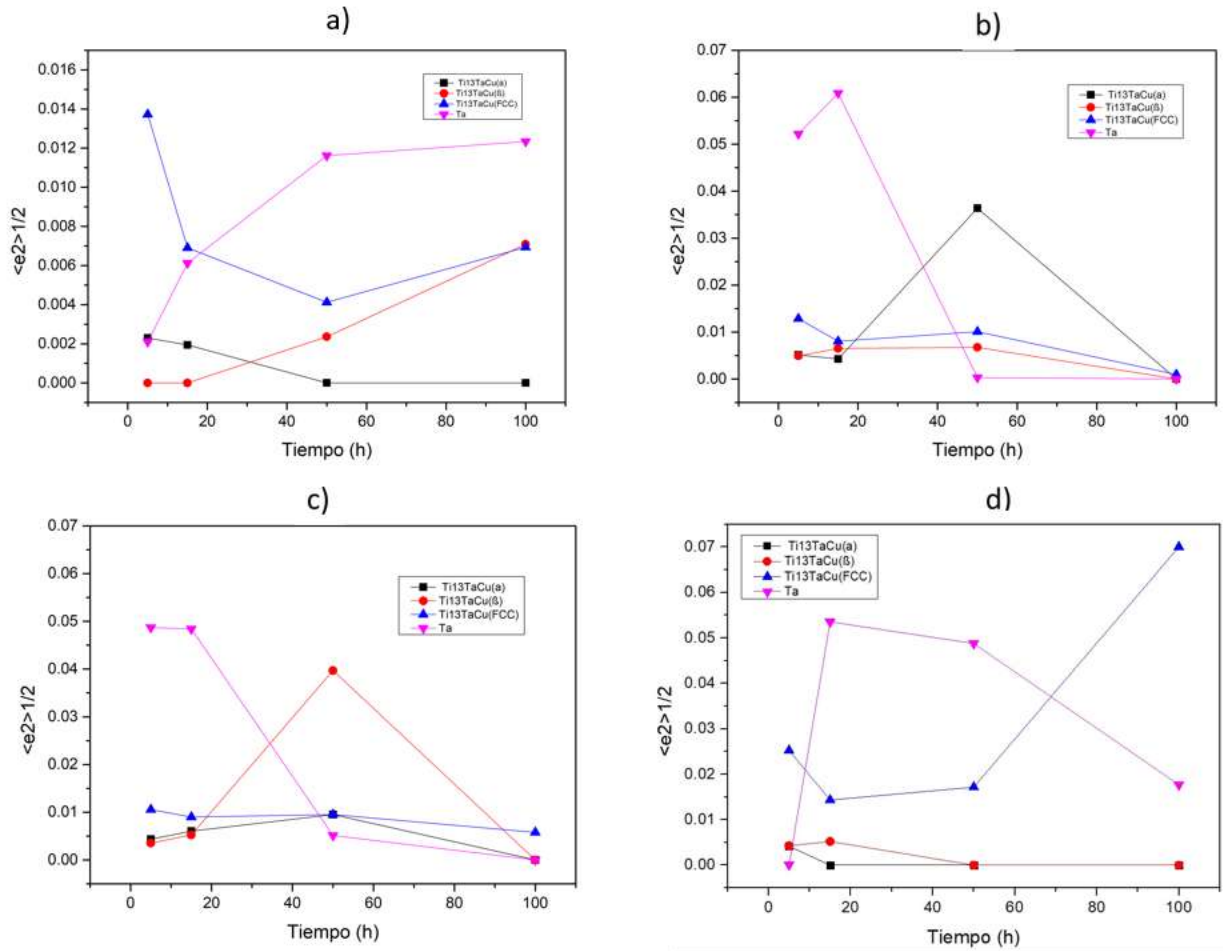 a)
0.016
0.014
0.012
0.010
0.008
0.006
0.004
0.002
0.000
<e2>1/2
Ti13TaCu(a)
Ti13TaCu(ß)
Ti13TaCu(FCC)
Ta
0 20 40 60 80 100
Tiempo (h)
b)
0.07
0.06
0.05
0.04
0.03
0.02
0.01
0.00
<e2>1/2
Ti13TaCu(a)
Ti13TaCu(ß)
Ti13TaCu(FCC)
Ta
0 20 40 60 80 100
Tiempo (h)
c)
0.07
0.06
0.05
0.04
0.03
0.02
0.01
0.00
<e2>1/2
Ti13TaCu(a)
Ti13TaCu(ß)
Ti13TaCu(FCC)
Ta
0 20 40 60 80 100
Tiempo (h)
d)
0.07
0.06
0.05
0.04
0.03
0.02
0.01
0.00
<e2>1/2
Ti13TaCu(a)
Ti13TaCu(ß)
Ti13TaCu(FCC)
Ta
0 20 40 60 80 100
Tiempo (h)